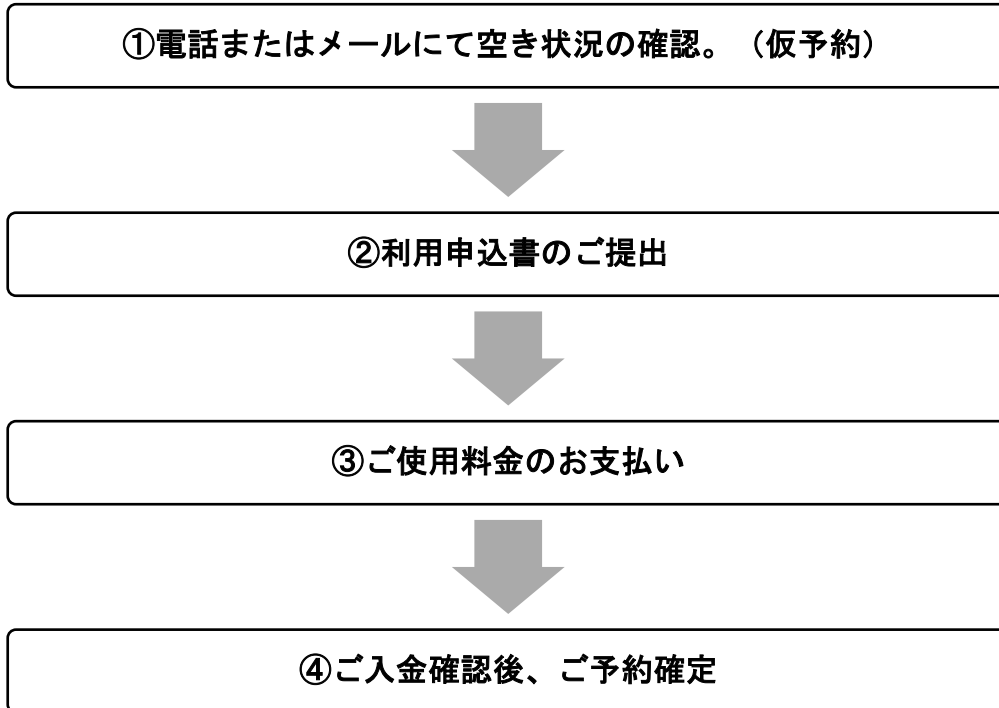 ①電話またはメールにて空き状況の確認。（仮予約）
②利用申込書のご提出
③ご使用料金のお支払い
④ご入金確認後、ご予約確定